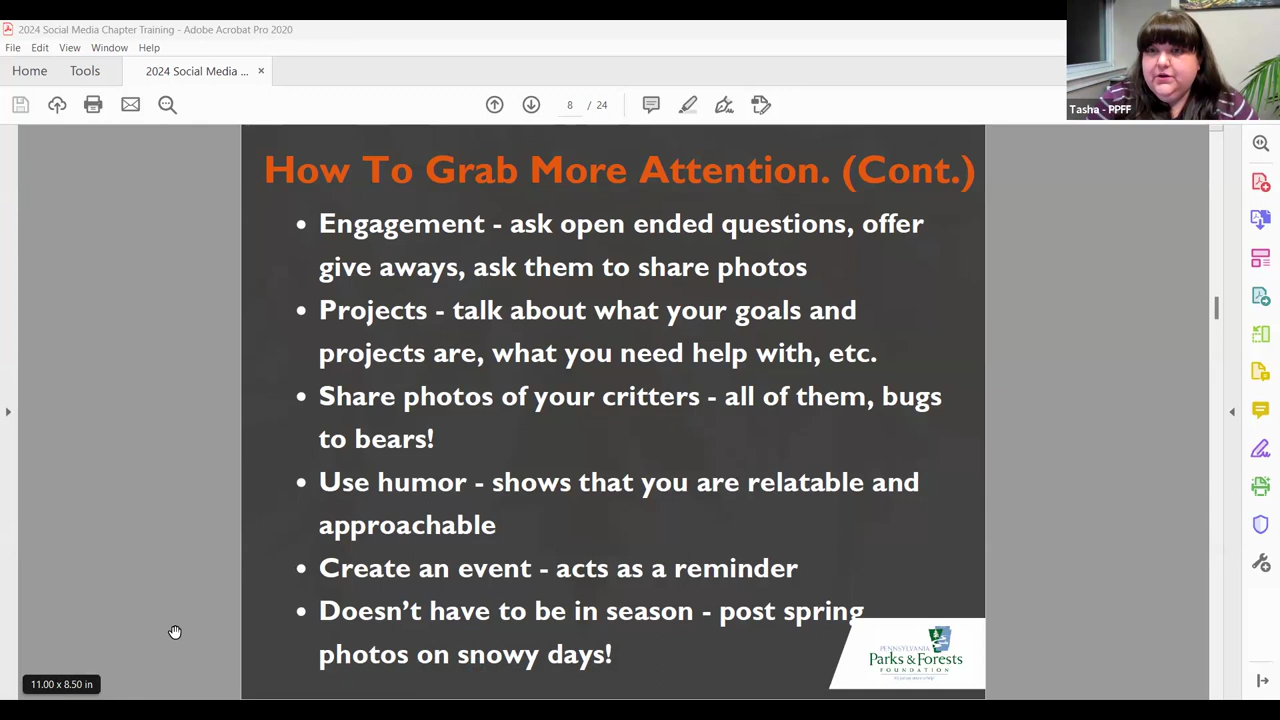 2024 Social Media Chapter Training - Adobe Acrobat Pro 2020
File Edit View Window Help
Home Tools 2024 Social Media ... ×
8 / 24
Tasha - PPFF
How To Grab More Attention. (Cont.)
• Engagement - ask open ended questions, offer
give aways, ask them to share photos
• Projects - talk about what your goals and
projects are, what you need help with, etc.
• Share photos of your critters - all of them, bugs
to bears!
• Use humor - shows that you are relatable and
approachable
• Create an event - acts as a reminder
• Doesn’t have to be in season - post spring
photos on snowy days!
PENNSYLVANIA
Parks & Forests
FOUNDATION
11.00 x 8.50 in